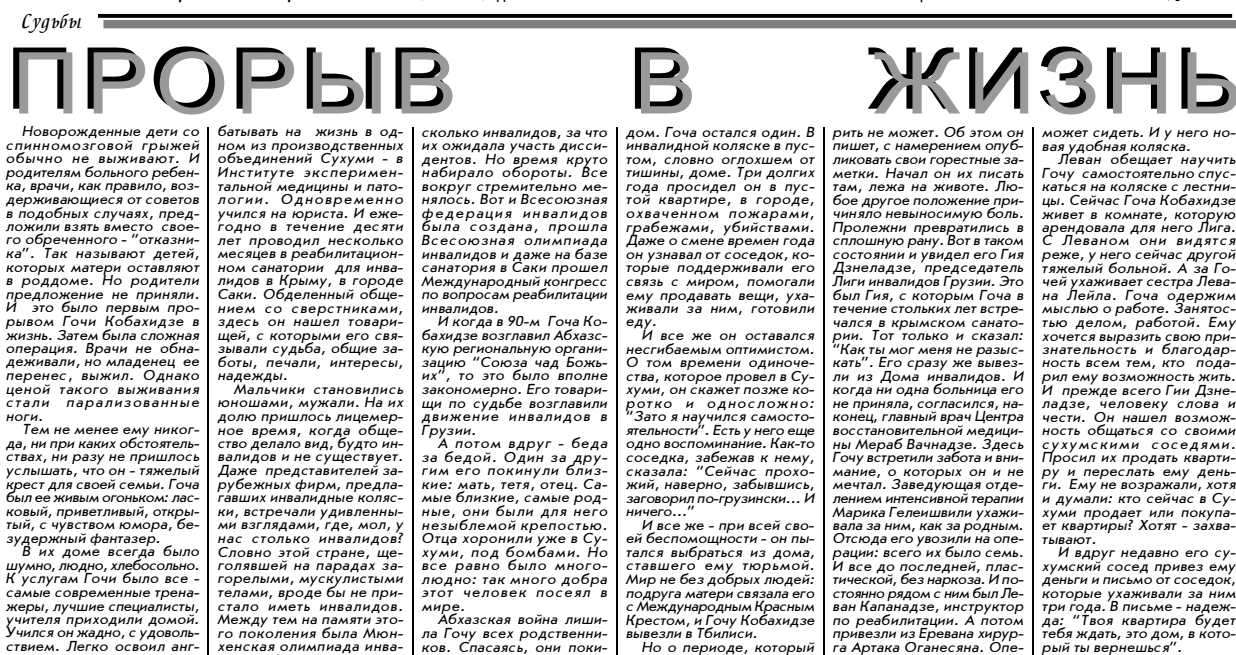 Судьбы
ПРОРЫВ В ЖИЗНЬ
Новорожденные дети со
спинномозговой грыжей
обычно не выживают. И
родителям больного ребен-
ка, врачи, как правило, воз-
держивающиеся от советов
в подобных случаях, пред-
ложили взять вместо свое-
го обреченного - "отказни-
ка". Так называют детей,
которых матери оставляют
в роддоме. Но родители
предложение не приняли.
И это было первым про-
рывом Гочи Кобахидзе в
жизнь. Затем была сложная
операция. Врачи не обна-
деживали, но младенец ее
перенес, выжил. Однако
ценой такого выживания
стали парализованные
ноги.
Тем не менее ему никог-
да, ни при каких обстоятель-
ствах, ни разу не пришлось
услышать, что он - тяжелый
крест для своей семьи. Гоча
был ее живым огоньком: лас-
ковый, приветливый, откры-
тый, с чувством юмора, бе-
зудержный фантазер.
В их доме всегда было
шумно, людно, хлебосольно.
К услугам Гочи было все -
самые современные трена-
жеры, лучшие специалисты,
учителя приходили домой.
Учился он жадно, с удоволь-
ствием. Легко освоил анг-
батывать на жизнь в од-
ном из производственных
объединений Сухуми - в
Институте эксперимен-
тальной медицины и пато-
логии. Одновременно
учился на юриста. И еже-
годно в течение десяти
лет проводил несколько
месяцев в реабилитацион-
ном санатории для инва-
лидов в Крыму, в городе
Саки. Обделенный обще-
нием со сверстниками,
здесь он нашел товари-
щей, с которыми его свя-
зывали судьба, общие за-
боты, печали, интересы,
надежды.
Мальчики становились
юношами, мужали. На их
долю пришлось лицемер-
ное время, когда обще-
ство делало вид, будто ин-
валидов и не существует.
Даже представителей за-
рубежных фирм, предла-
гавших инвалидные коляс-
ки, встречали удивленны-
ми взглядами, где, мол, у
нас столько инвалидов?
Словно этой стране, ще-
голявшей на парадах за-
горелыми, мускулистыми
телами, вроде бы не при-
стало иметь инвалидов.
Между тем на памяти это-
го поколения была Мюн-
хенская олимпиада инва-
сколько инвалидов, за что
их ожидала участь дисси-
дентов. Но время круто
набирало обороты. Все
вокруг стремительно ме-
нялось. Вот и Всесоюзная
федерация инвалидов
была создана, прошла
Всесоюзная олимпиада
инвалидов и даже на базе
санатория в Саки прошел
Международный конгресс
по вопросам реабилитации
инвалидов.
И когда в 90-м Гоча Ко-
бахидзе возглавил Абхазс-
кую региональную органи-
зацию "Союза чад Божь-
их", то это было вполне
закономерно. Его товари-
щи по судьбе возглавили
движение инвалидов в
Грузии.
А потом вдруг - беда
за бедой. Один за дру-
гим его покинули близ-
кие: мать, тетя, отец. Са-
мые близкие, самые род-
ные, они были для него
незыблемой крепостью.
Отца хоронили уже в Су-
хуми, под бомбами. Но
все равно было много-
людно: так много добра
этот человек посеял в
мире.
Абхазская война лиши-
ла Гочу всех родственни-
ков. Спасаясь, они поки-
дом. Гоча остался один. В
инвалидной коляске в пус-
том, словно оглохшем от
тишины, доме. Три долгих
года просидел он в пус-
той квартире, в городе,
охваченном пожарами,
грабежами, убийствами.
Даже о смене времен года
он узнавал от соседок, ко-
торые поддерживали его
связь с миром, помогали
ему продавать вещи, уха-
живали за ним, готовили
еду.
И все же он оставался
несгибаемым оптимистом.
О том времени одиноче-
ства, которое провел в Су-
хуми, он скажет позже ко-
ротко и односложно:
"Зато я научился самосто-
ятельности". Есть у него еще
одно воспоминание. Как-то
соседка, забежав к нему,
сказала: "Сейчас прохо-
жий, наверно, забывшись,
заговорил по-грузински... И
ничего..."
И все же - при всей сво-
ей беспомощности - он пы-
тался выбраться из дома,
ставшего ему тюрьмой.
Мир не без добрых людей:
подруга матери связала его
с Международным Красным
Крестом, и Гочу Кобахидзе
вывезли в Тбилиси.
Но о периоде, который
рить не может. Об этом он
пишет, с намерением опуб-
ликовать свои горестные за-
метки. Начал он их писать
там, лежа на животе. Лю-
бое другое положение при-
чиняло невыносимую боль.
Пролежни превратились в
сплошную рану. Вот в таком
состоянии и увидел его Гия
Дзнеладзе, председатель
Лиги инвалидов Грузии. Это
был Гия, с которым Гоча в
течение стольких лет встре-
чался в крымском санато-
рии. Тот только и сказал:
"Как ты мог меня не разыс-
кать". Его сразу же вывез-
ли из Дома инвалидов. И
когда ни одна больница его
не приняла, согласился, на-
конец, главный врач Центра
восстановительной медици-
ны Мераб Вачнадзе. Здесь
Гочу встретили забота и вни-
мание, о которых он и не
мечтал. Заведующая отде-
лением интенсивной терапии
Марика Гелеишвили ухажи-
вала за ним, как за родным.
Отсюда его увозили на опе-
рации: всего их было семь.
И все до последней, плас-
тической, без наркоза. И по-
стоянно рядом с ним был Ле-
ван Капанадзе, инструктор
по реабилитации. А потом
привезли из Еревана хирур-
га Артака Оганесяна. Опе-
может сидеть. И у него но-
вая удобная коляска.
Леван обещает научить
Гочу самостоятельно спус-
каться на коляске с лестни-
цы. Сейчас Гоча Кобахидзе
живет в комнате, которую
арендовала для него Лига.
С Леваном они видятся
реже, у него сейчас другой
тяжелый больной. А за Го-
чей ухаживает сестра Лева-
на Лейла. Гоча одержим
мыслью о работе. Занятос-
тью делом, работой. Ему
хочется выразить свою при-
знательность и благодар-
ность всем тем, кто пода-
рил ему возможность жить.
И прежде всего Гии Дзне-
ладзе, человеку слова и
чести. Он нашел возмож-
ность общаться со своими
сухумскими соседями.
Просил их продать кварти-
ру и переслать ему день-
ги. Ему не возражали, хотя
и думали: кто сейчас в Су-
хуми продает или покупа-
ет квартиры? Хотят - захва-
тывают.
И вдруг недавно его су-
хумский сосед привез ему
деньги и письмо от соседок,
которые ухаживали за ним
три года. В письме - надеж-
да: "Твоя квартира будет
тебя ждать, это дом, в кото-
рый ты вернешься".